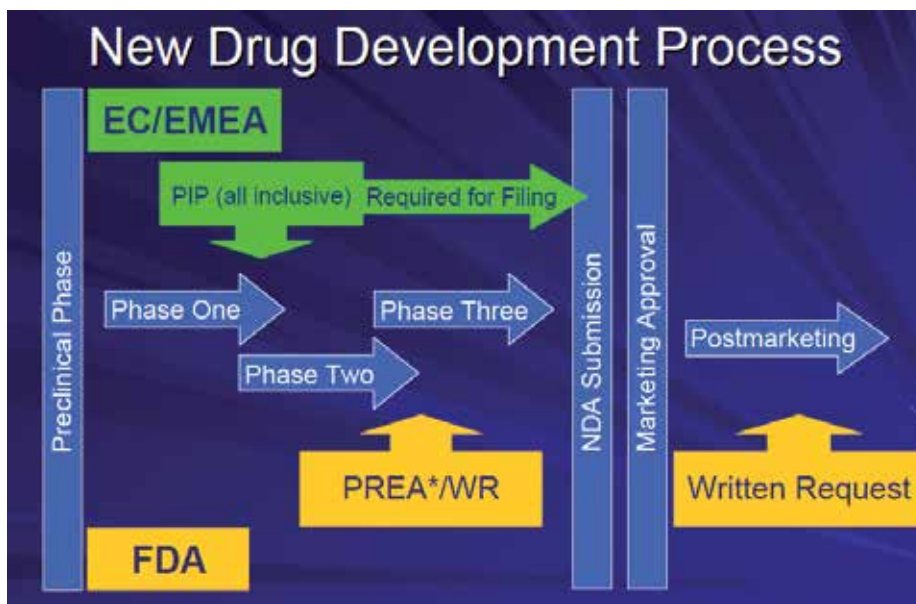 New Drug Development Process
EC/EMEA
PIP (all inclusive)
Required for Filing
Preclinical Phase
Phase One
Phase Two
Phase Three
NDA Submission
Marketing Approval
Postmarketing
PREA*/WR
Written Request
FDA